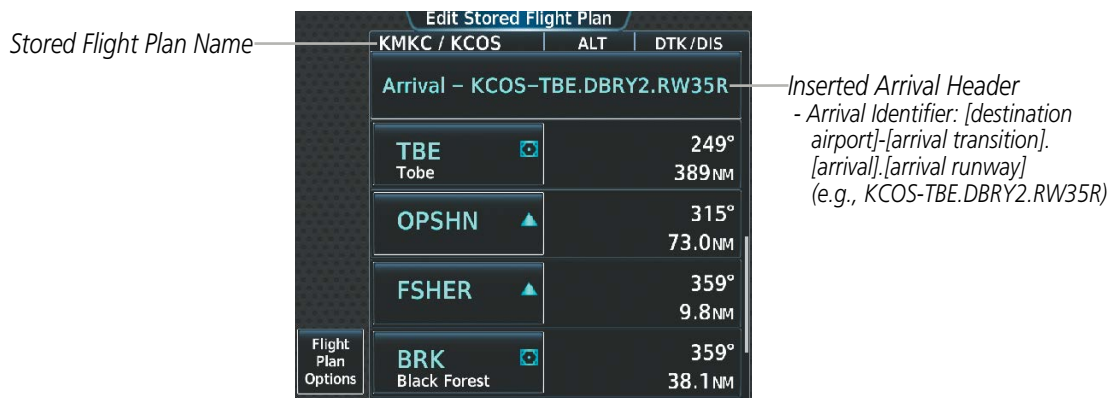 Edit Stored Flight Plan
Stored Flight Plan Name
KMKC / KCOS ALT DTK/DIS
Arrival – KCOS–TBE.DBRY2.RW35R
Inserted Arrival Header
- Arrival Identifier: [destination
airport]-[arrival transition].
[arrival].[arrival runway]
(e.g., KCOS-TBE.DBRY2.RW35R)
TBE 249°
Tobe 389NM
OPSHN 315°
73.0NM
FSHER 359°
9.8NM
Flight
Plan
Options
BRK 359°
Black Forest 38.1NM